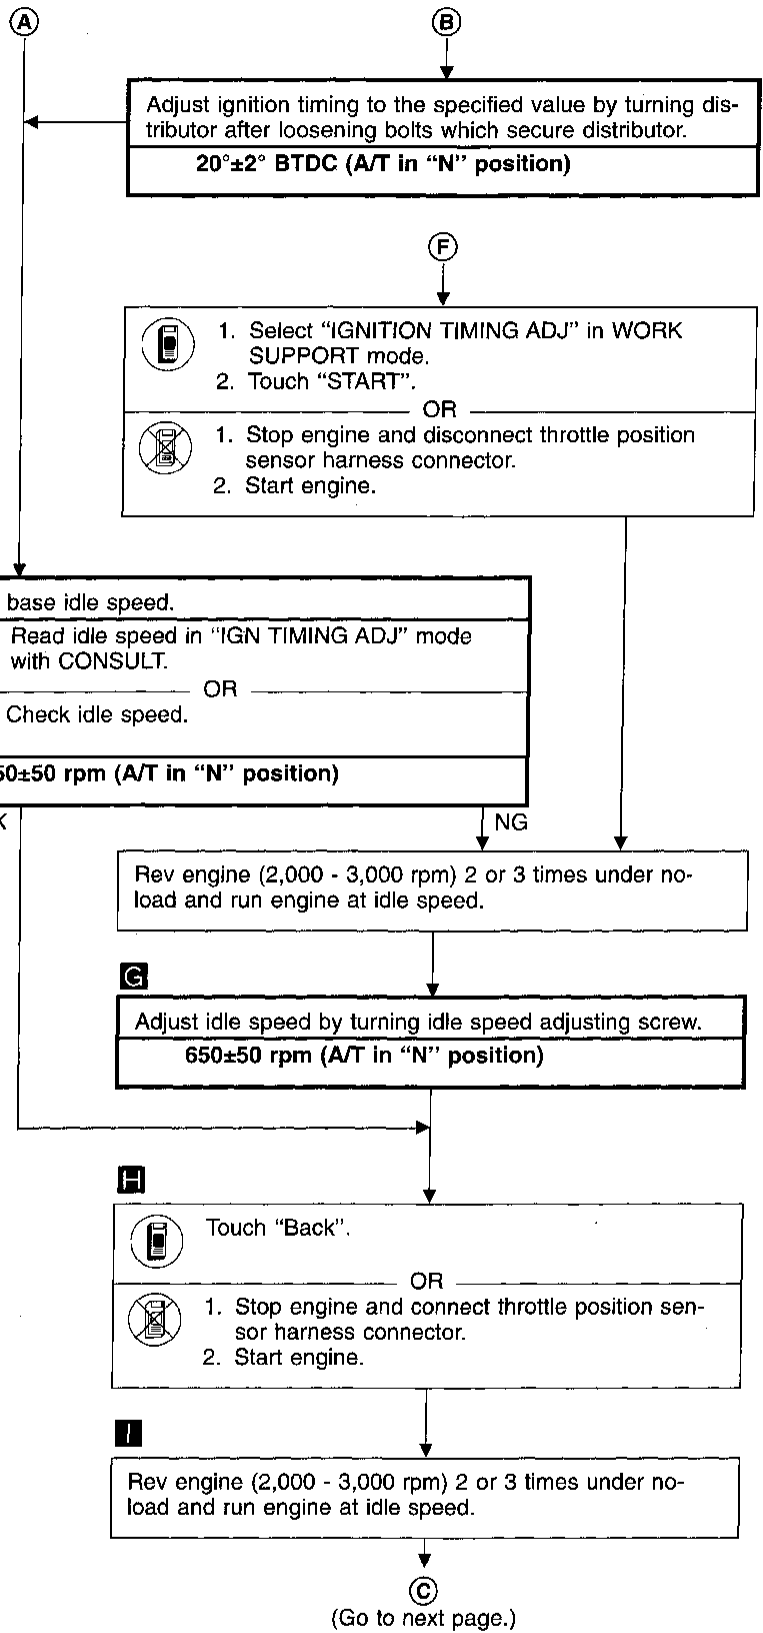 A
B
Adjust ignition timing to the specified value by turning dis-
tributor after loosening bolts which secure distributor.
20°±2° BTDC (A/T in “N” position)
F
1. Select “IGNITION TIMING ADJ” in WORK
SUPPORT mode.
2. Touch “START”.
OR
1. Stop engine and disconnect throttle position
sensor harness connector.
2. Start engine.
base idle speed.
Read idle speed in “IGN TIMING ADJ” mode
with CONSULT.
OR
Check idle speed.
50±50 rpm (A/T in “N” position)
K
NG
Rev engine (2,000 - 3,000 rpm) 2 or 3 times under no-
load and run engine at idle speed.
G
Adjust idle speed by turning idle speed adjusting screw.
650±50 rpm (A/T in “N” position)
H
Touch “Back”.
OR
1. Stop engine and connect throttle position sen-
sor harness connector.
2. Start engine.
I
Rev engine (2,000 - 3,000 rpm) 2 or 3 times under no-
load and run engine at idle speed.
C
(Go to next page.)